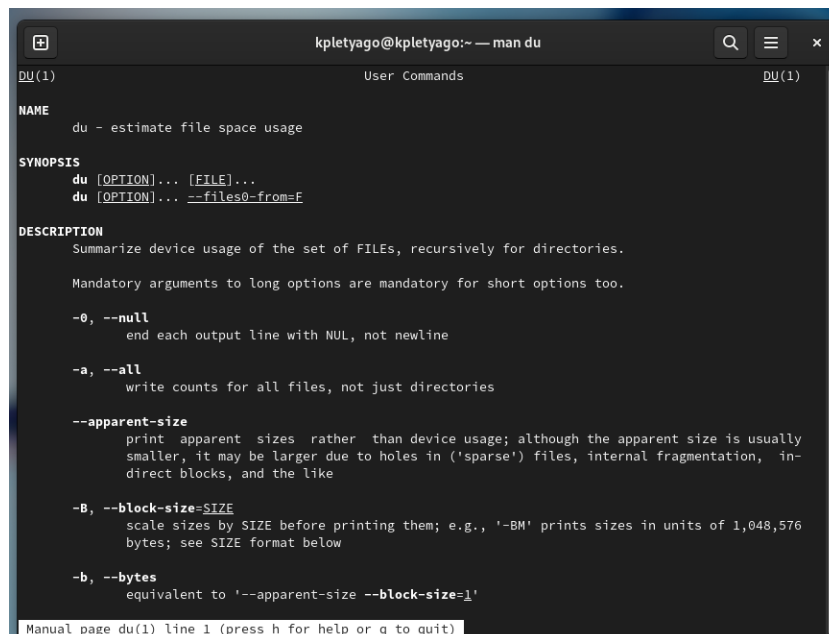 kpletyago@kpletyago:~ — man du
DU(1) User Commands DU(1)
NAME
du - estimate file space usage
SYNOPSIS
du [OPTION]... [FILE]...
du [OPTION]... --files0-from=F
DESCRIPTION
Summarize device usage of the set of FILEs, recursively for directories.
Mandatory arguments to long options are mandatory for short options too.
-0, --null
end each output line with NUL, not newline
-a, --all
write counts for all files, not just directories
--apparent-size
print apparent sizes rather than device usage; although the apparent size is usually
smaller, it may be larger due to holes in ('sparse') files, internal fragmentation, in-
direct blocks, and the like
-B, --block-size=SIZE
scale sizes by SIZE before printing them; e.g., '-BM' prints sizes in units of 1,048,576
bytes; see SIZE format below
-b, --bytes
equivalent to '--apparent-size --block-size=1'
Manual page du(1) line 1 (press h for help or q to quit)